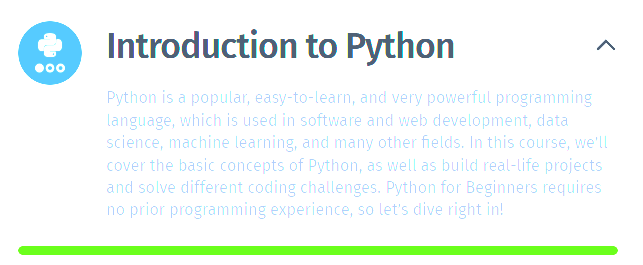 Introduction to Python
Python is a popular, easy-to-learn, and very powerful programming
language, which is used in software and web development, data
science, machine learning, and many other fields. In this course, we'll
cover the basic concepts of Python, as well as build real-life projects
and solve different coding challenges. Python for Beginners requires
no prior programming experience, so let's dive right in!